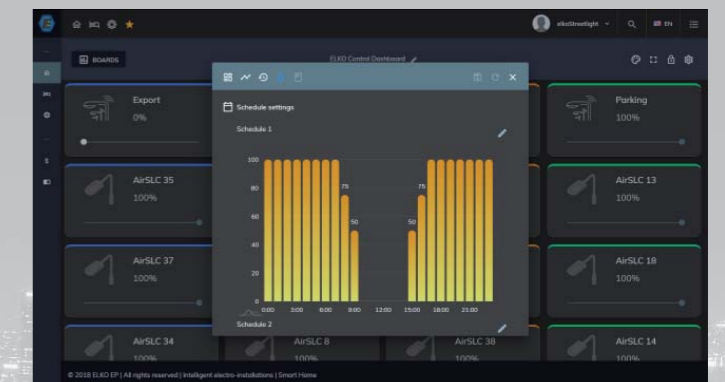 elkoStreetlight
EN
BOARDS
ELKO Control Dashboard
Export
0%
Parking
100%
Schedule settings
Schedule 1
AirSLC 35
100%
AirSLC 13
100%
100
80
60
40
20
0
75
50
50
75
0:00 3:00 6:00 9:00 12:00 15:00 18:00 21:00
AirSLC 37
100%
AirSLC 18
100%
Schedule 2
AirSLC 34
100%
AirSLC 8
100%
AirSLC 38
100%
AirSLC 14
100%
© 2018 ELKO EP | All rights reserved | Intelligent electro-installations | Smart Home